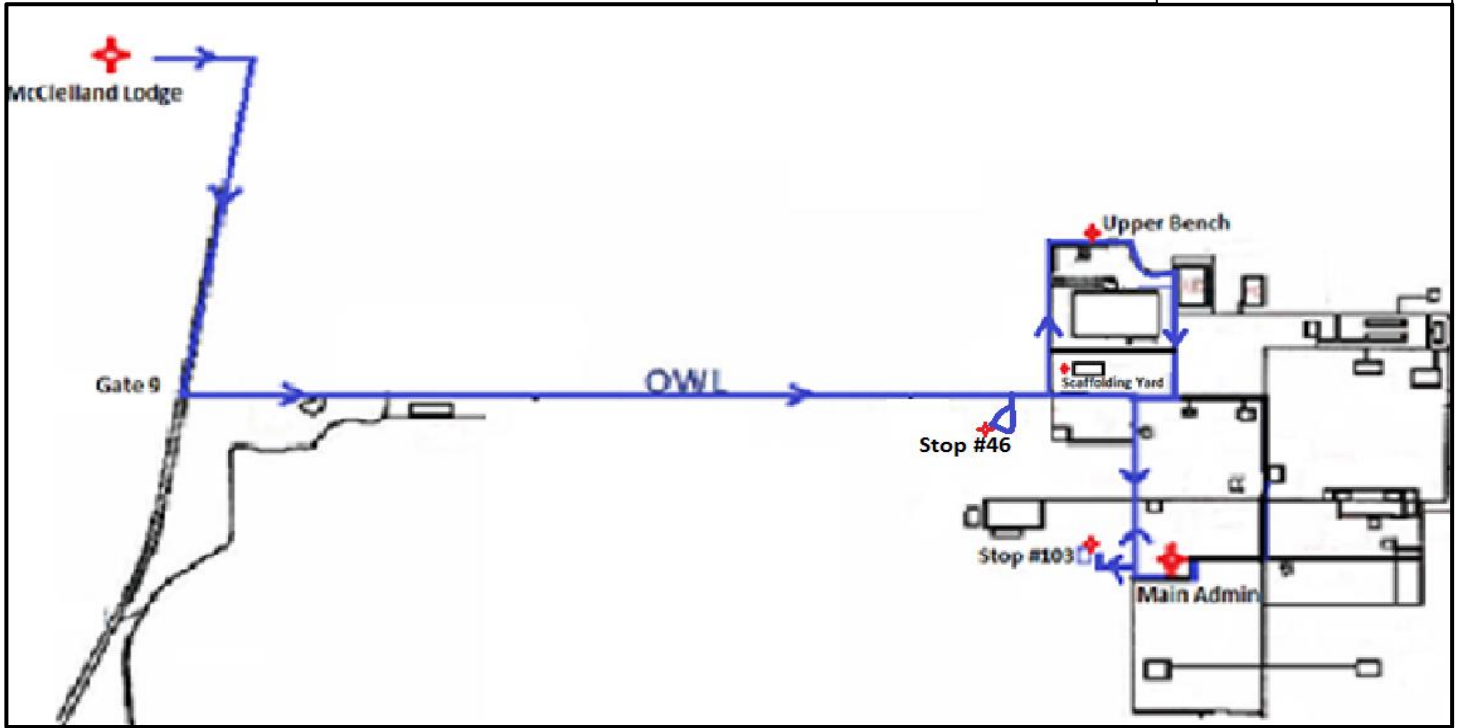 McClelland Lodge
Upper Bench
Gate 9
OWL
Scaffolding Yard
Stop #46
Stop #103
Main Admin